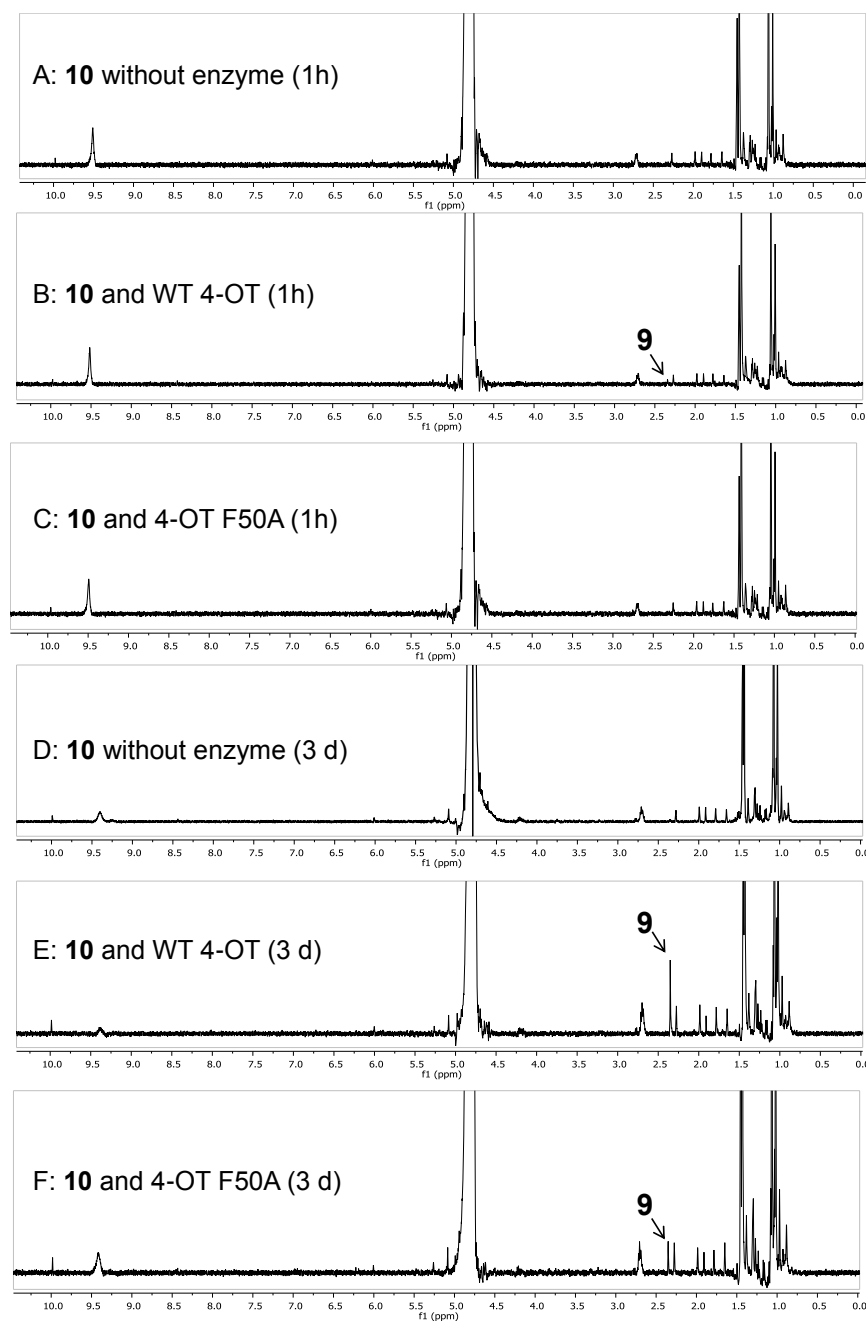 A: 10 without enzyme (1h)
10.0 9.5 9.0 8.5 8.0 7.5 7.0 6.5 6.0 5.5 5.0 4.5 4.0 3.5 3.0 2.5 2.0 1.5 1.0 0.5 0.0
f1 (ppm)
B: 10 and WT 4-OT (1h)
9
10.0 9.5 9.0 8.5 8.0 7.5 7.0 6.5 6.0 5.5 5.0 4.5 4.0 3.5 3.0 2.5 2.0 1.5 1.0 0.5 0.0
f1 (ppm)
C: 10 and 4-OT F50A (1h)
10.0 9.5 9.0 8.5 8.0 7.5 7.0 6.5 6.0 5.5 5.0 4.5 4.0 3.5 3.0 2.5 2.0 1.5 1.0 0.5 0.0
f1 (ppm)
D: 10 without enzyme (3 d)
10.0 9.5 9.0 8.5 8.0 7.5 7.0 6.5 6.0 5.5 5.0 4.5 4.0 3.5 3.0 2.5 2.0 1.5 1.0 0.5 0.0
f1 (ppm)
E: 10 and WT 4-OT (3 d)
9
10.0 9.5 9.0 8.5 8.0 7.5 7.0 6.5 6.0 5.5 5.0 4.5 4.0 3.5 3.0 2.5 2.0 1.5 1.0 0.5 0.0
f1 (ppm)
F: 10 and 4-OT F50A (3 d)
9
10.0 9.5 9.0 8.5 8.0 7.5 7.0 6.5 6.0 5.5 5.0 4.5 4.0 3.5 3.0 2.5 2.0 1.5 1.0 0.5 0.0
f1 (ppm)